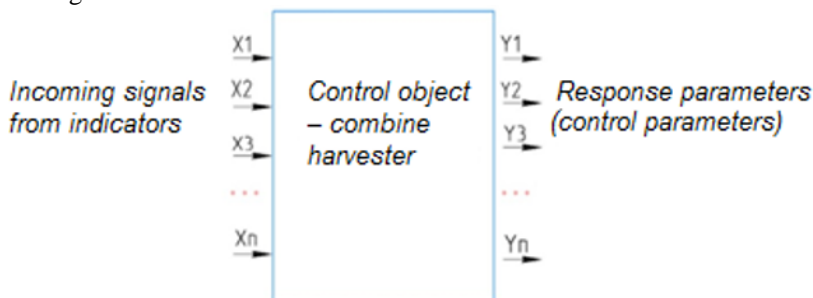 X1
X2
X3
...
Xn
Incoming signals
from indicators
Control object
– combine
harvester
Y1
Y2
Y3
...
Yn
Response parameters
(control parameters)